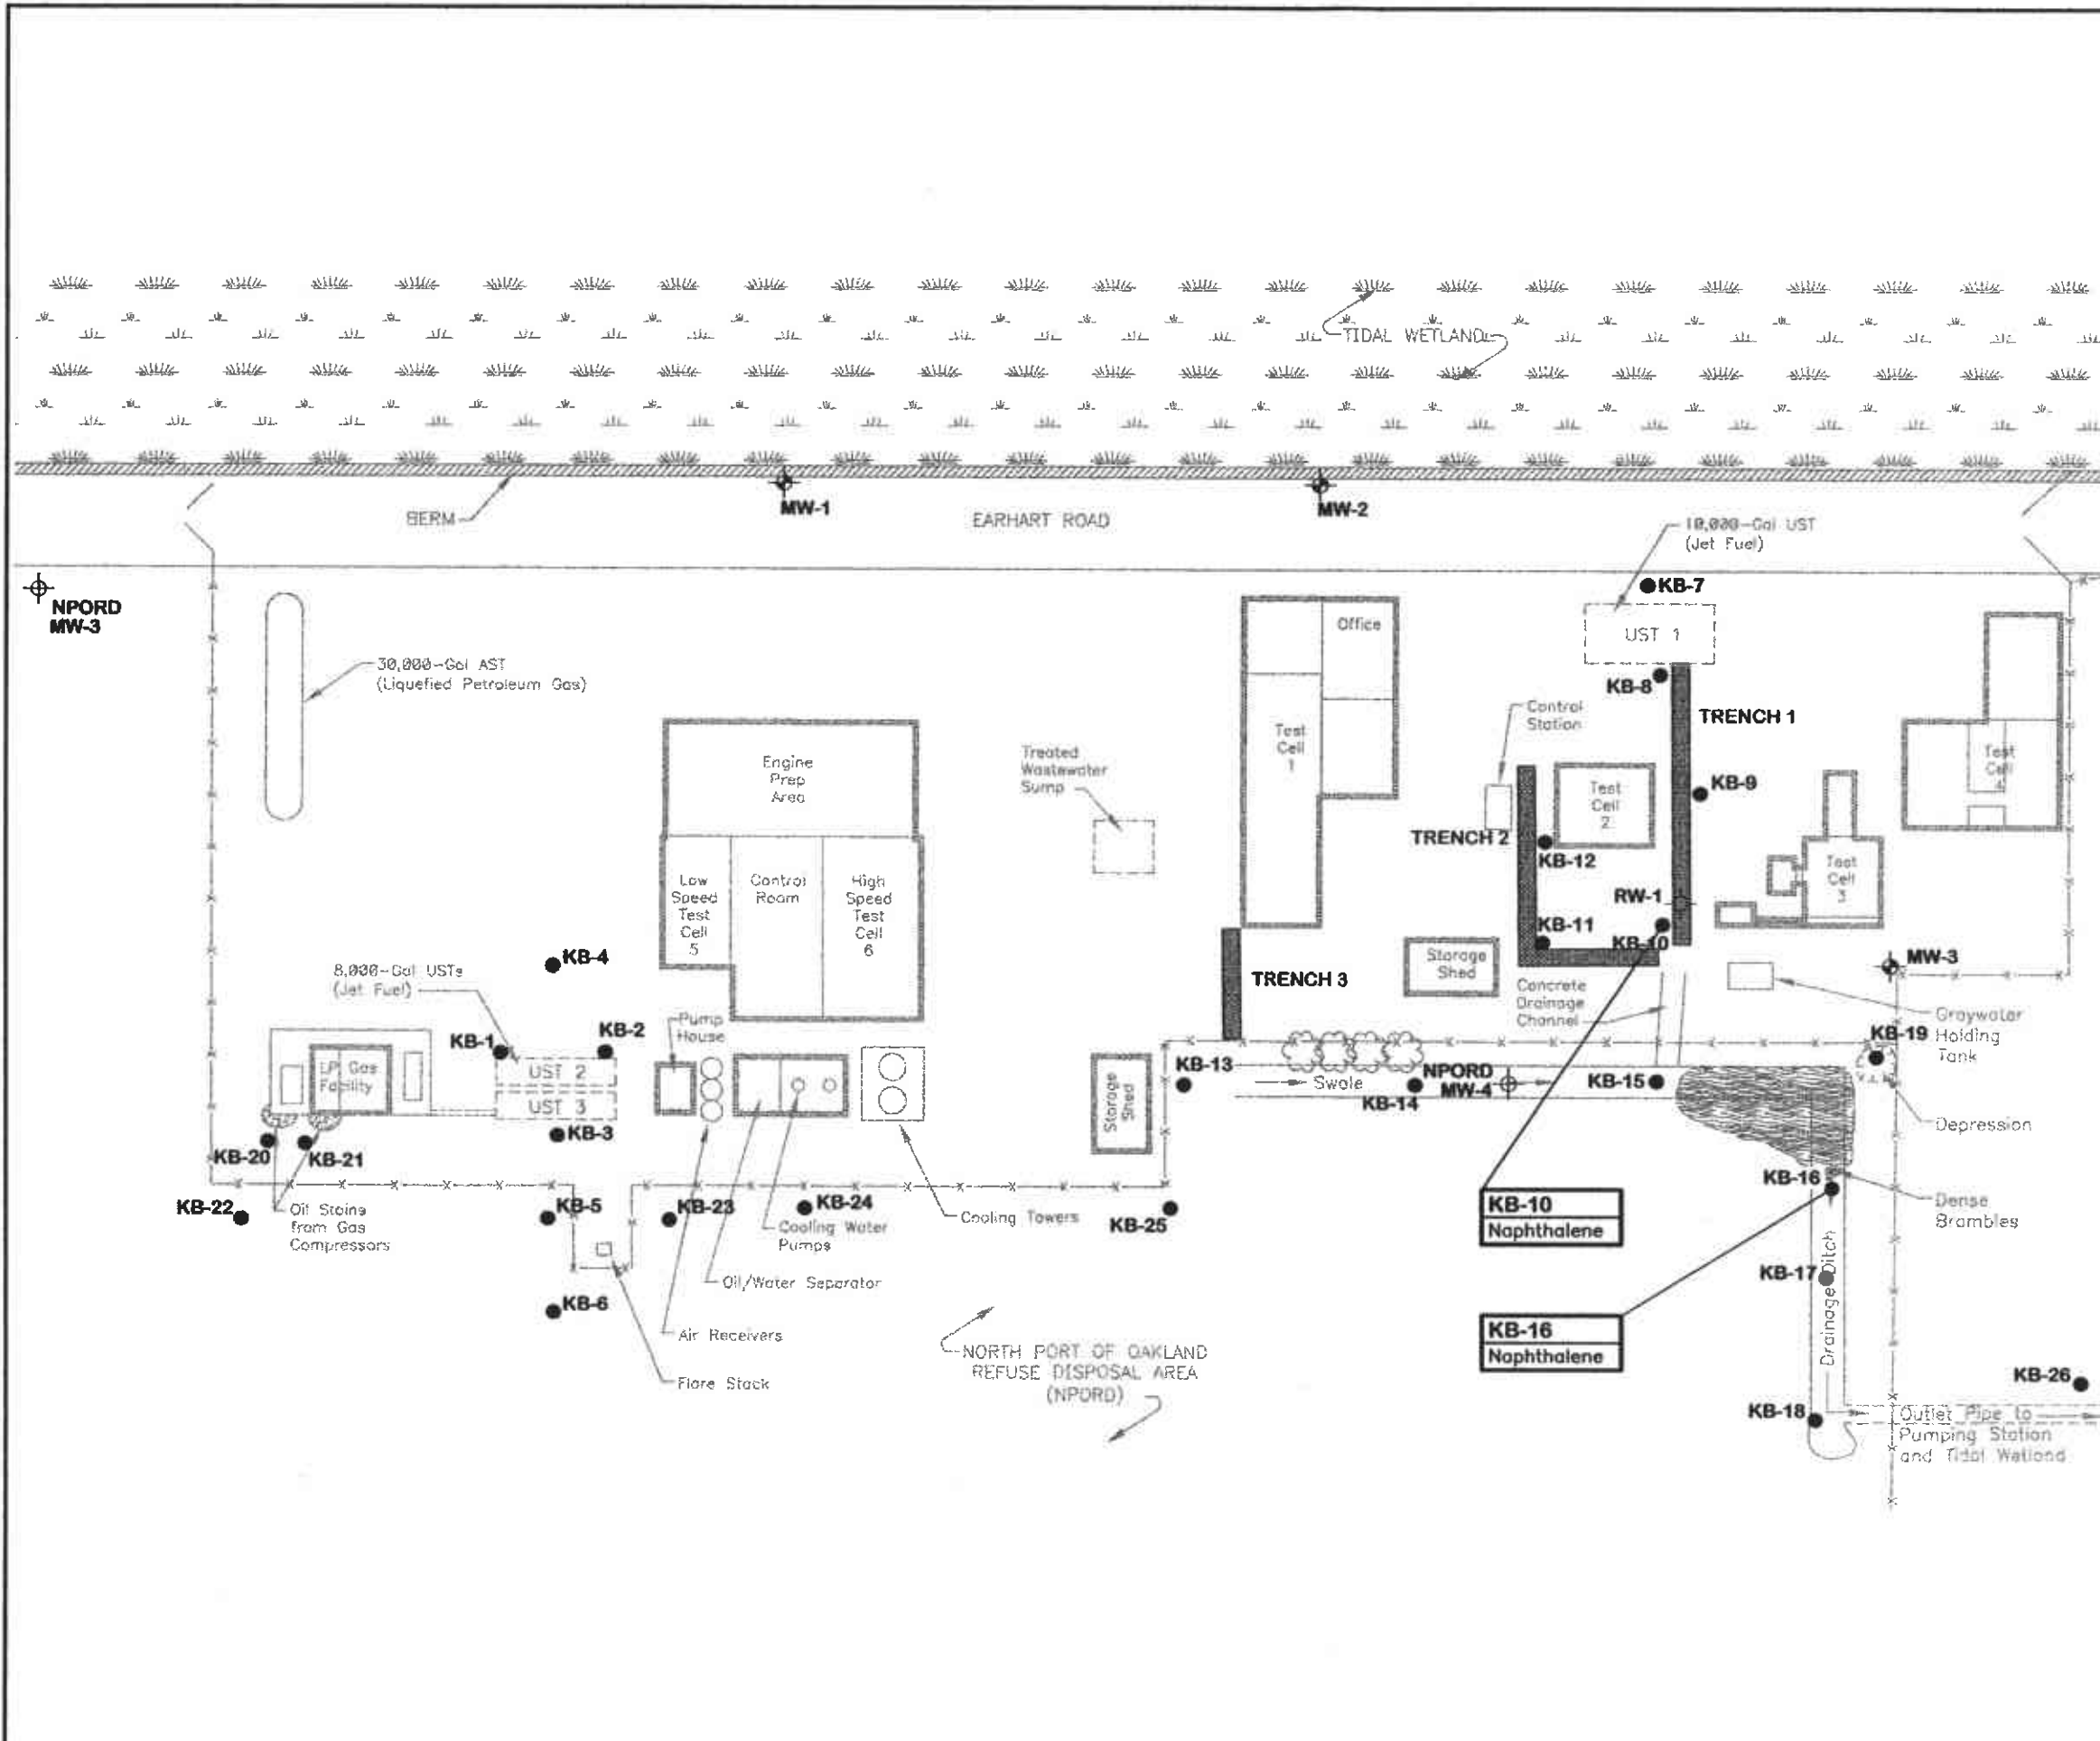 TIDAL WETLAND
MW-1
MW-2
BERM
EARHART ROAD
10,000-Gal UST
(Jet Fuel)
NPORD
MW-3
KB-7
UST 1
Office
30,000-Gal AST
(Liquefied Petroleum Gas)
KB-8
TRENCH 1
Control
Station
Test
Cell
1
Test
Cell
4
Engine
Prep
Area
Treated
Wastewater
Sump
Test
Cell
2
KB-9
TRENCH 2
KB-12
Low
Speed
Test
Cell
5
Control
Room
High
Speed
Test
Cell
6
Test
Cell
3
RW-1
KB-11
KB-10
KB-4
8,000-Gal USTs
(Jet Fuel)
TRENCH 3
Storage
Shed
Concrete
Drainage
Channel
MW-3
Graywater
Holding
Tank
KB-1
KB-2
Pump
House
KB-19
LP Gas
Facility
UST 2
UST 3
KB-13
Swale
NPORD
MW-4
KB-14
KB-15
Storage
Shed
Depression
KB-3
KB-20
KB-21
KB-16
KB-22
Oil Stains
from Gas
Compressors
KB-5
KB-23
KB-24
Cooling Water
Pumps
Cooling Towers
KB-25
KB-10
Naphthalene
Dense
Brambles
Oil/Water Separator
KB-17
Drainage Ditch
KB-6
Air Receivers
KB-16
Naphthalene
NORTH PORT OF OAKLAND
REFUSE DISPOSAL AREA
(NPORD)
Flare Stack
KB-26
KB-18
Outlet Pipe to
Pumping Station
and Tidal Wetland